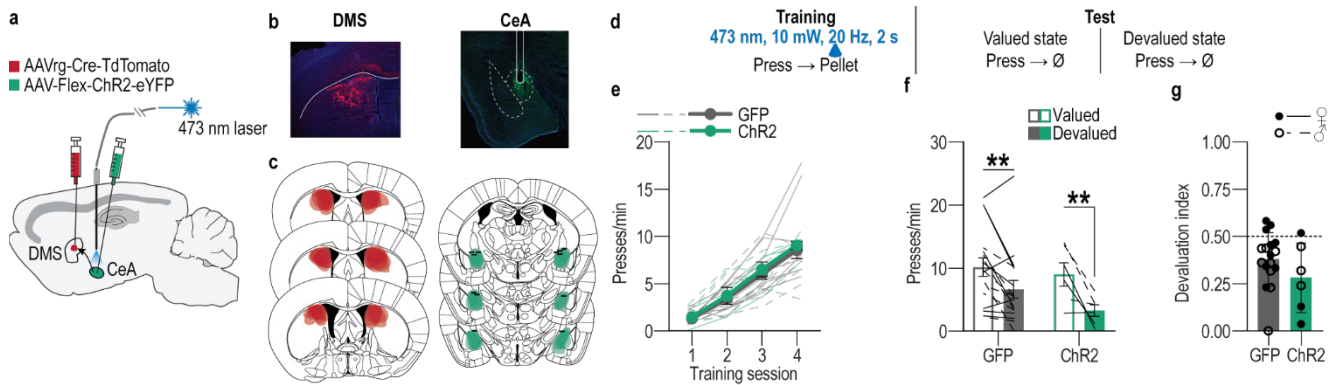 a
AAVrg-Cre-TdTomato
AAV-Flex-ChR2-eYFP
473 nm laser
DMS
CeA
b
DMS
CeA
c
d
Training
473 nm, 10 mW, 20 Hz, 2 s
Press → Pellet
Test
Valued state
Press → Ø
Devalued state
Press → Ø
e
GFP
ChR2
Presses/min
20
15
10
5
0
1
2
3
4
Training session
f
Valued
Devalued
Presses/min
30
20
10
0
**
**
GFP
ChR2
g
♀
♂
Devaluation index
1.00
0.75
0.50
0.25
0.00
GFP
ChR2